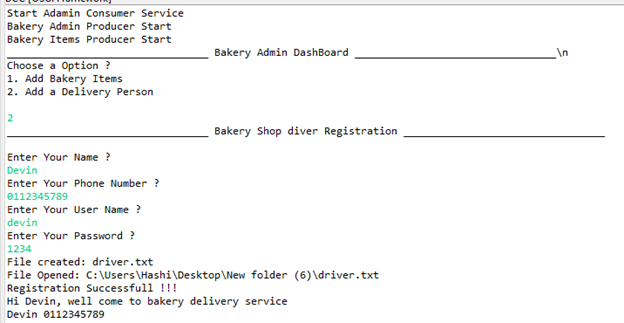 Start Adamin Consumer Service
Bakery Admin Producer Start
Bakery Items Producer Start
________________________________ Bakery Admin DashBoard ________________________________\n
Choose a Option ?
1. Add Bakery Items
2. Add a Delivery Person
2
________________________________ Bakery Shop diver Registration ________________________________
Enter Your Name ?
Devin
Enter Your Phone Number ?
0112345789
Enter Your User Name ?
devin
Enter Your Password ?
1234
File created: driver.txt
File Opened: C:\Users\Hashi\Desktop\New folder (6)\driver.txt
Registration Successfull !!!
Hi Devin, well come to bakery delivery service
Devin 0112345789